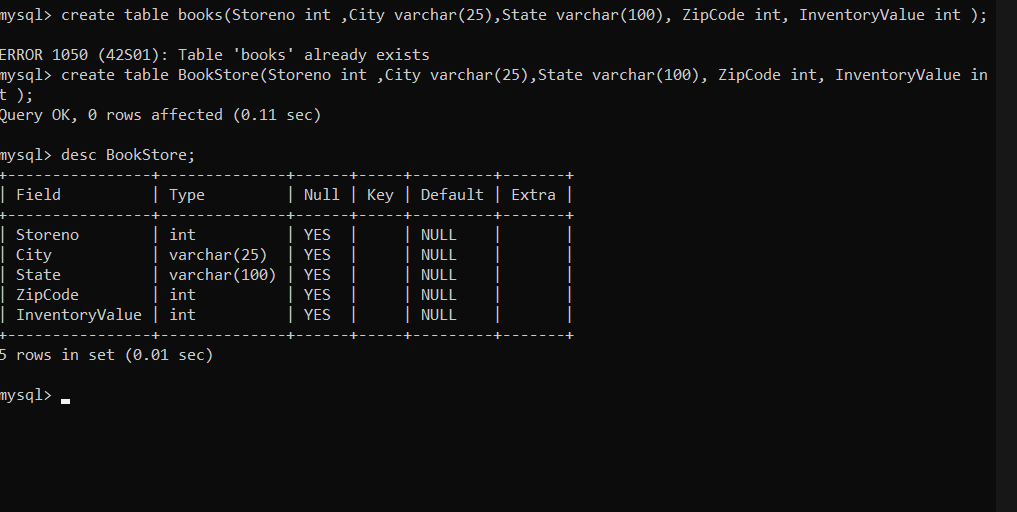 mysql> create table books(Storeno int ,City varchar(25),State varchar(100), ZipCode int, InventoryValue int );
ERROR 1050 (42S01): Table 'books' already exists
mysql> create table BookStore(Storeno int ,City varchar(25),State varchar(100), ZipCode int, InventoryValue in
t );
Query OK, 0 rows affected (0.11 sec)
mysql> desc BookStore;
+----------------+--------------+------+-----+---------+-------+
| Field          | Type         | Null | Key | Default | Extra |
+----------------+--------------+------+-----+---------+-------+
| Storeno        | int          | YES  |     | NULL    |       |
| City           | varchar(25)  | YES  |     | NULL    |       |
| State          | varchar(100) | YES  |     | NULL    |       |
| ZipCode        | int          | YES  |     | NULL    |       |
| InventoryValue | int          | YES  |     | NULL    |       |
+----------------+--------------+------+-----+---------+-------+
5 rows in set (0.01 sec)
mysql>